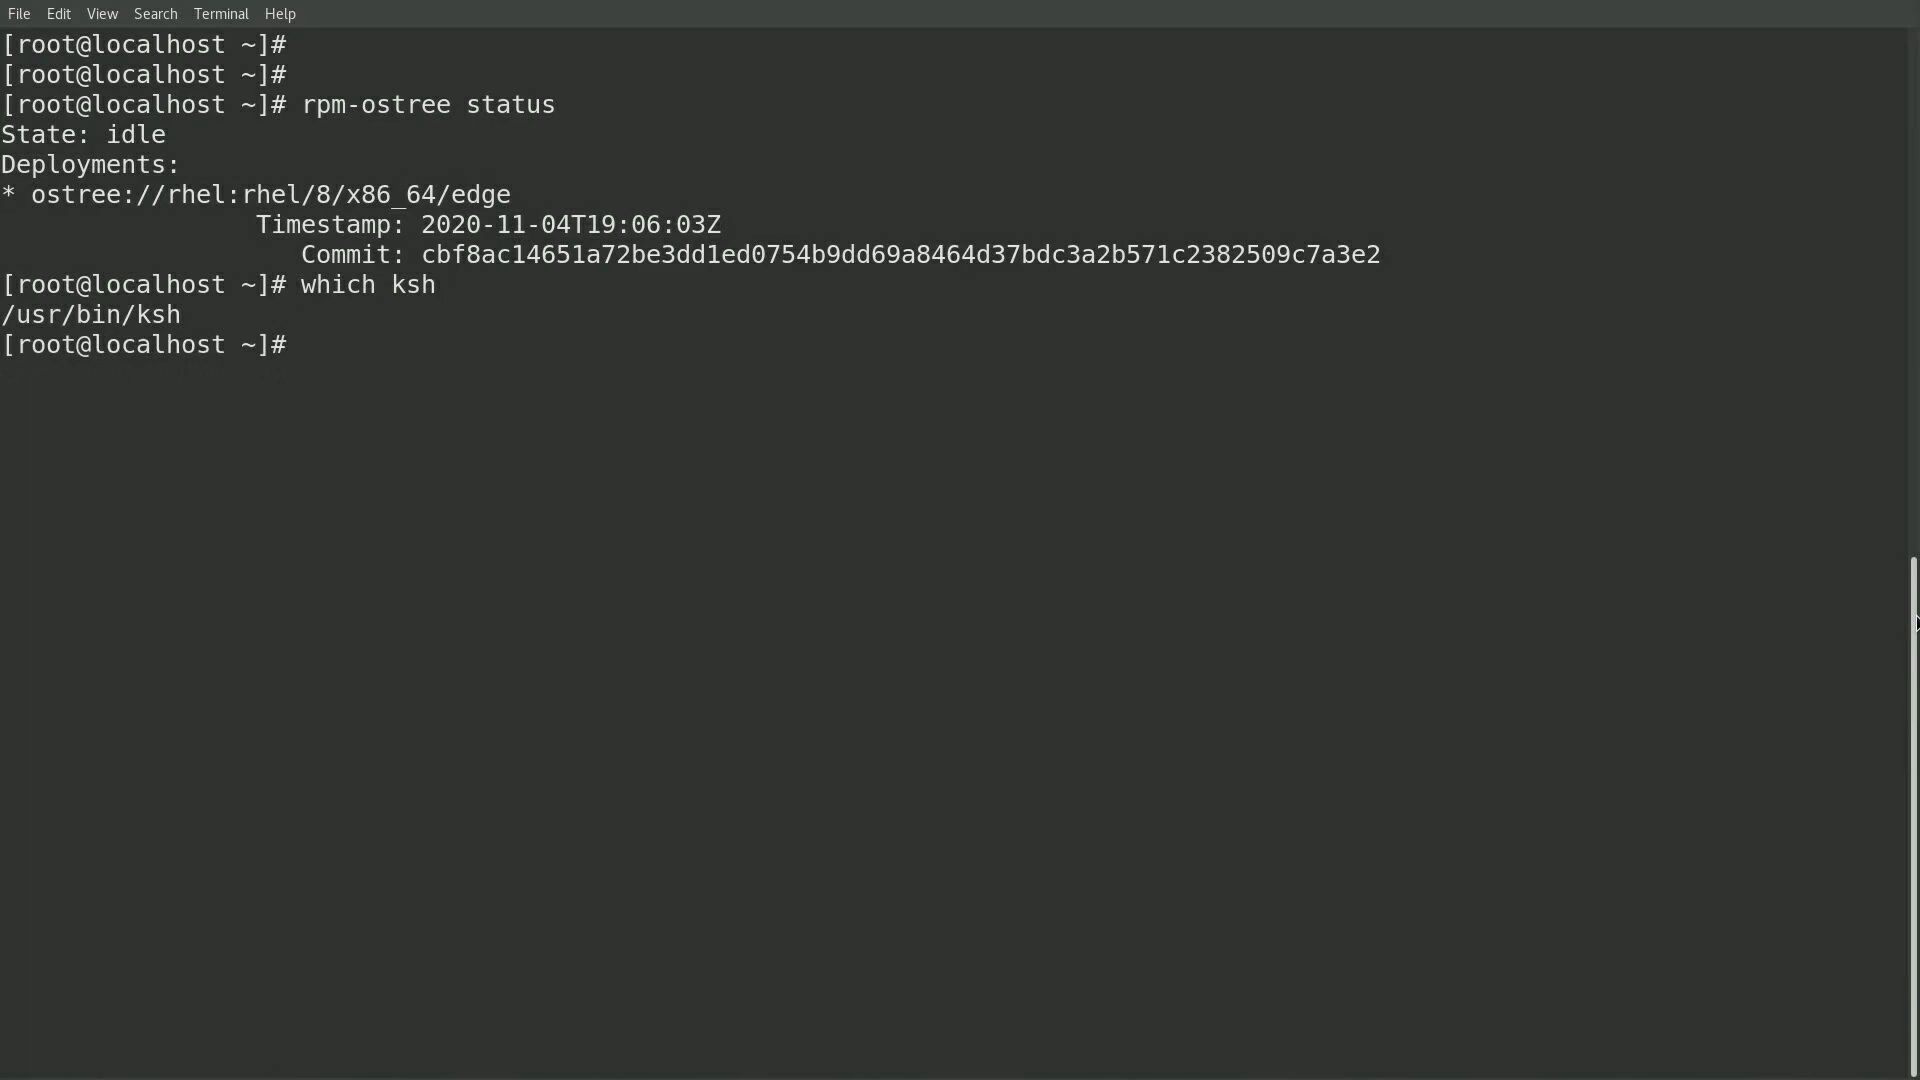 File Edit View Search Terminal Help
[root@localhost ~]#
[root@localhost ~]#
[root@localhost ~]# rpm-ostree status
State: idle
Deployments:
* ostree://rhel:rhel/8/x86_64/edge
Timestamp: 2020-11-04T19:06:03Z
Commit: cbf8ac14651a72be3dd1ed0754b9dd69a8464d37bdc3a2b571c2382509c7a3e2
[root@localhost ~]# which ksh
/usr/bin/ksh
[root@localhost ~]#